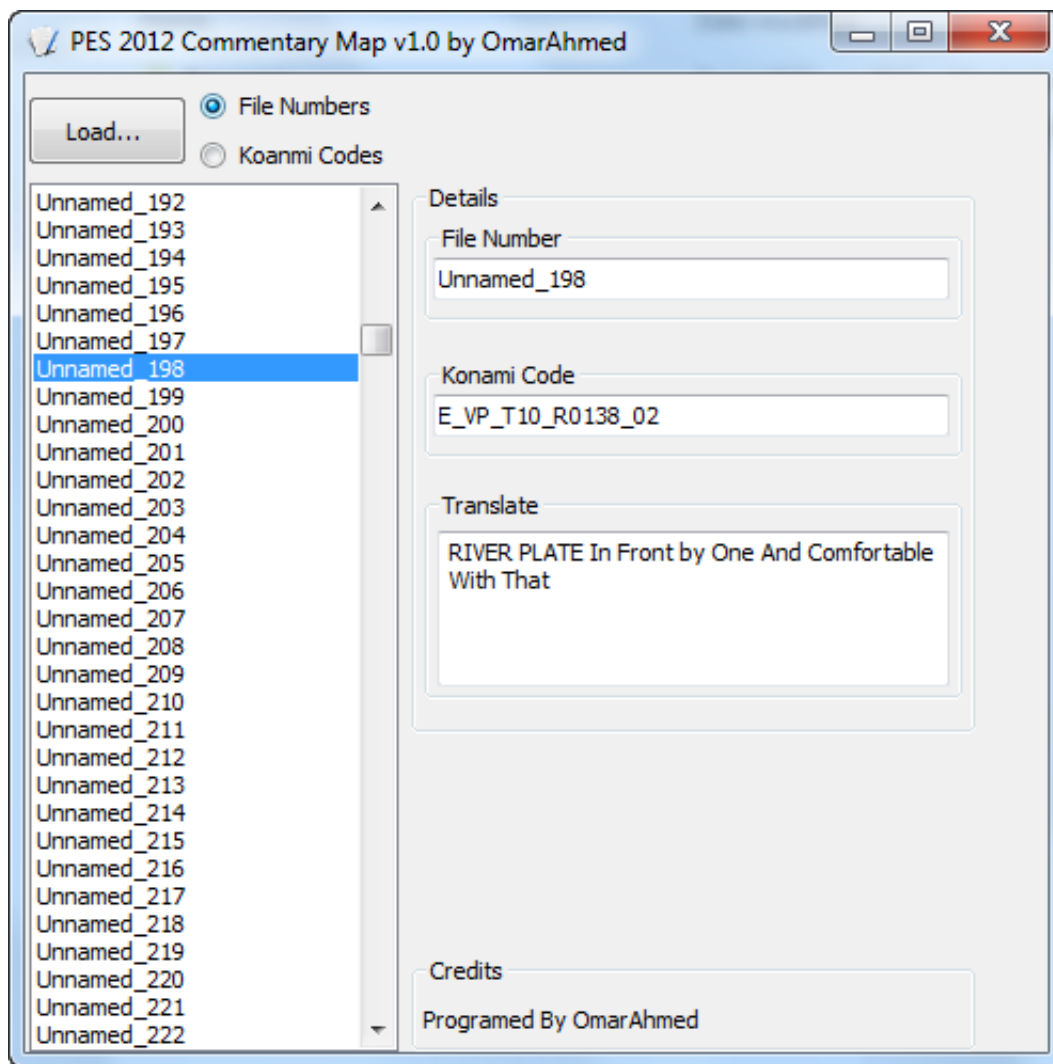 PES 2012 Commentary Map v1.0 by OmarAhmed
Load...
File Numbers
Koanmi Codes
Unnamed_192
Unnamed_193
Unnamed_194
Unnamed_195
Unnamed_196
Unnamed_197
Unnamed_198
Unnamed_199
Unnamed_200
Unnamed_201
Unnamed_202
Unnamed_203
Unnamed_204
Unnamed_205
Unnamed_206
Unnamed_207
Unnamed_208
Unnamed_209
Unnamed_210
Unnamed_211
Unnamed_212
Unnamed_213
Unnamed_214
Unnamed_215
Unnamed_216
Unnamed_217
Unnamed_218
Unnamed_219
Unnamed_220
Unnamed_221
Unnamed_222
Details
File Number
Unnamed_198
Konami Code
E_VP_T10_R0138_02
Translate
RIVER PLATE In Front by One And Comfortable
With That
Credits
Programed By OmarAhmed